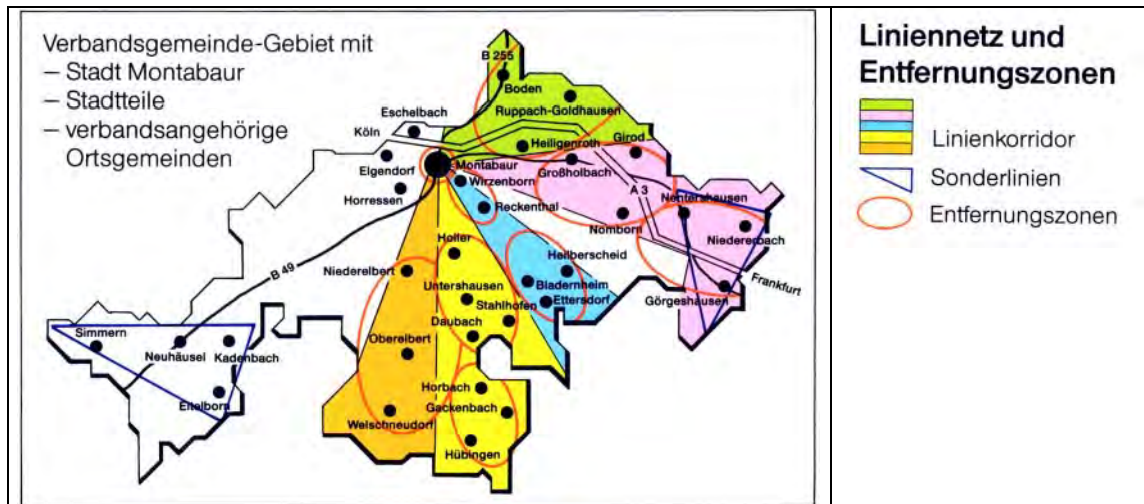 Verbandsgemeinde-Gebiet mit
– Stadt Montabaur
– Stadtteile
– verbandsangehörige
Ortsgemeinden
B 255
Boden
Ruppach-Goldhausen
Eschelbach
Köln
Heiligenroth
Girod
Elgendorf
Montabaur
Großholbach
Wirzenborn
Horressen
Reckenthal
A 3
Nentershausen
Nomborn
Niedererbach
Holler
Niederelbert
Heilberscheid
B 49
Frankfurt
Untershausen
Bladernheim
Ettersdorf
Görgeshausen
Stahlhofen
Daubach
Simmern
Neuhäusel
Kadenbach
Oberelbert
Eitelborn
Horbach
Gackenbach
Welschneudorf
Hübingen
Liniennetz und
Entfernungszonen
Linienkorridor
Sonderlinien
Entfernungszonen